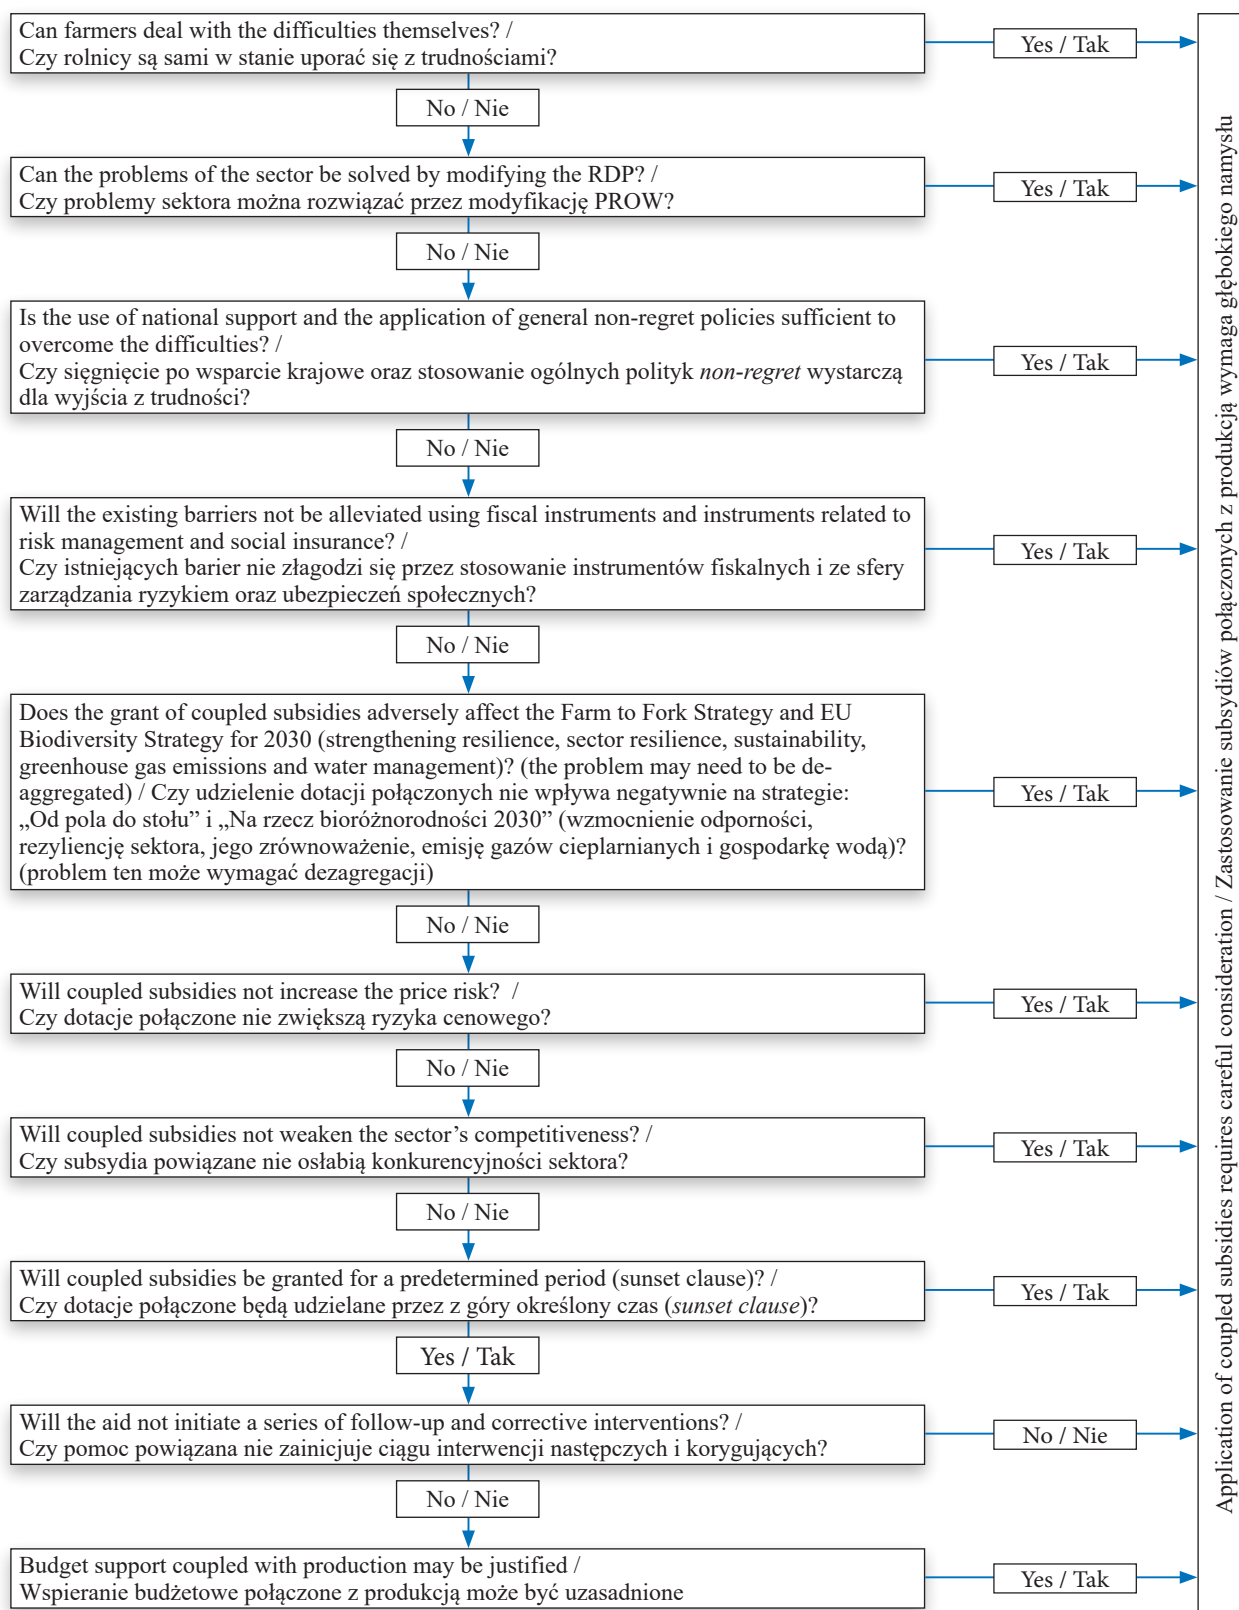 Can farmers deal with the difficulties themselves? /
Czy rolnicy są sami w stanie uporać się z trudnościami?
Yes / Tak
No / Nie
Can the problems of the sector be solved by modifying the RDP? /
Czy problemy sektora można rozwiązać przez modyfikację PROW?
Yes / Tak
No / Nie
Is the use of national support and the application of general non-regret policies sufficient to
overcome the difficulties? /
Czy sięgnięcie po wsparcie krajowe oraz stosowanie ogólnych polityk non-regret wystarczą
dla wyjścia z trudności?
Yes / Tak
No / Nie
Will the existing barriers not be alleviated using fiscal instruments and instruments related to
risk management and social insurance? /
Czy istniejących barier nie złagodzi się przez stosowanie instrumentów fiskalnych i ze sfery
zarządzania ryzykiem oraz ubezpieczeń społecznych?
Yes / Tak
No / Nie
Does the grant of coupled subsidies adversely affect the Farm to Fork Strategy and EU
Biodiversity Strategy for 2030 (strengthening resilience, sector resilience, sustainability,
greenhouse gas emissions and water management)? (the problem may need to be de-
aggregated) / Czy udzielenie dotacji połączonych nie wpływa negatywnie na strategie:
„Od pola do stołu” i „Na rzecz bioróżnorodności 2030” (wzmocnienie odporności,
rezyliencję sektora, jego zrównoważenie, emisję gazów cieplarnianych i gospodarkę wodą)?
(problem ten może wymagać dezagregacji)
Yes / Tak
No / Nie
Will coupled subsidies not increase the price risk? /
Czy dotacje połączone nie zwiększą ryzyka cenowego?
Yes / Tak
No / Nie
Will coupled subsidies not weaken the sector’s competitiveness? /
Czy subsydia powiązane nie osłabią konkurencyjności sektora?
Yes / Tak
No / Nie
Will coupled subsidies be granted for a predetermined period (sunset clause)? /
Czy dotacje połączone będą udzielane przez z góry określony czas (sunset clause)?
Yes / Tak
Yes / Tak
Will the aid not initiate a series of follow-up and corrective interventions? /
Czy pomoc powiązana nie zainicjuje ciągu interwencji następczych i korygujących?
No / Nie
No / Nie
Budget support coupled with production may be justified /
Wspieranie budżetowe połączone z produkcją może być uzasadnione
Yes / Tak
Application of coupled subsidies requires careful consideration / Zastosowanie subsydiów połączonych z produkcją wymaga głębokiego namysłu